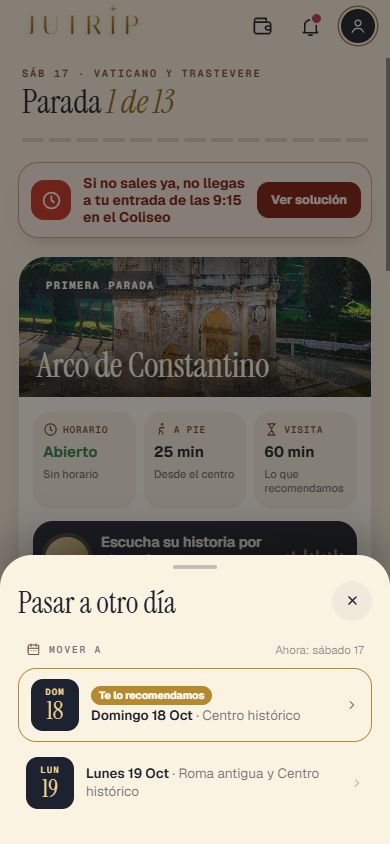 JUTRIP
SÁB 17 · VATICANO Y TRASTEVERE
Parada 1 de 13
Si no sales ya, no llegas
a tu entrada de las 9:15
en el Coliseo
Ver solución
PRIMERA PARADA
Arco de Constantino
HORARIO
Abierto
Sin horario
A PIE
25 min
Desde el centro
VISITA
60 min
Lo que
recomendamos
Escucha su historia por
Pasar a otro día
MOVER A
Ahora: sábado 17
DOM
18
Te lo recomendamos
Domingo 18 Oct · Centro histórico
LUN
19
Lunes 19 Oct · Roma antigua y Centro
histórico